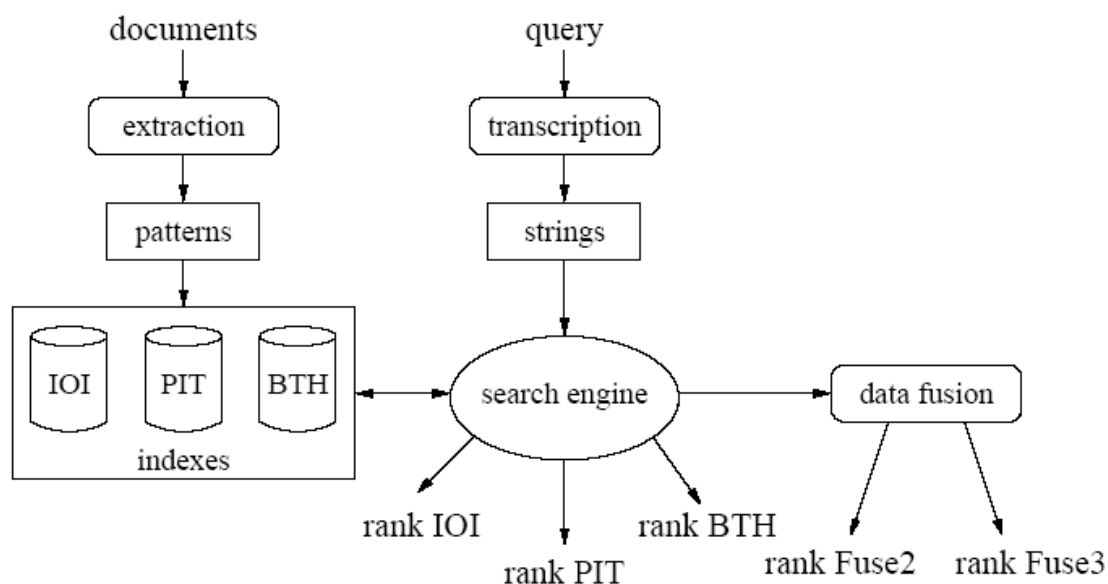 documents
query
extraction
transcription
patterns
strings
IOI
PIT
BTH
indexes
search engine
data fusion
rank IOI
rank PIT
rank BTH
rank Fuse2
rank Fuse3